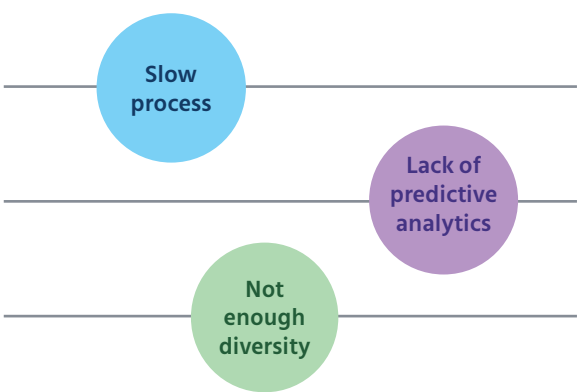 Slow
process
Lack of
predictive
analytics
Not
enough
diversity